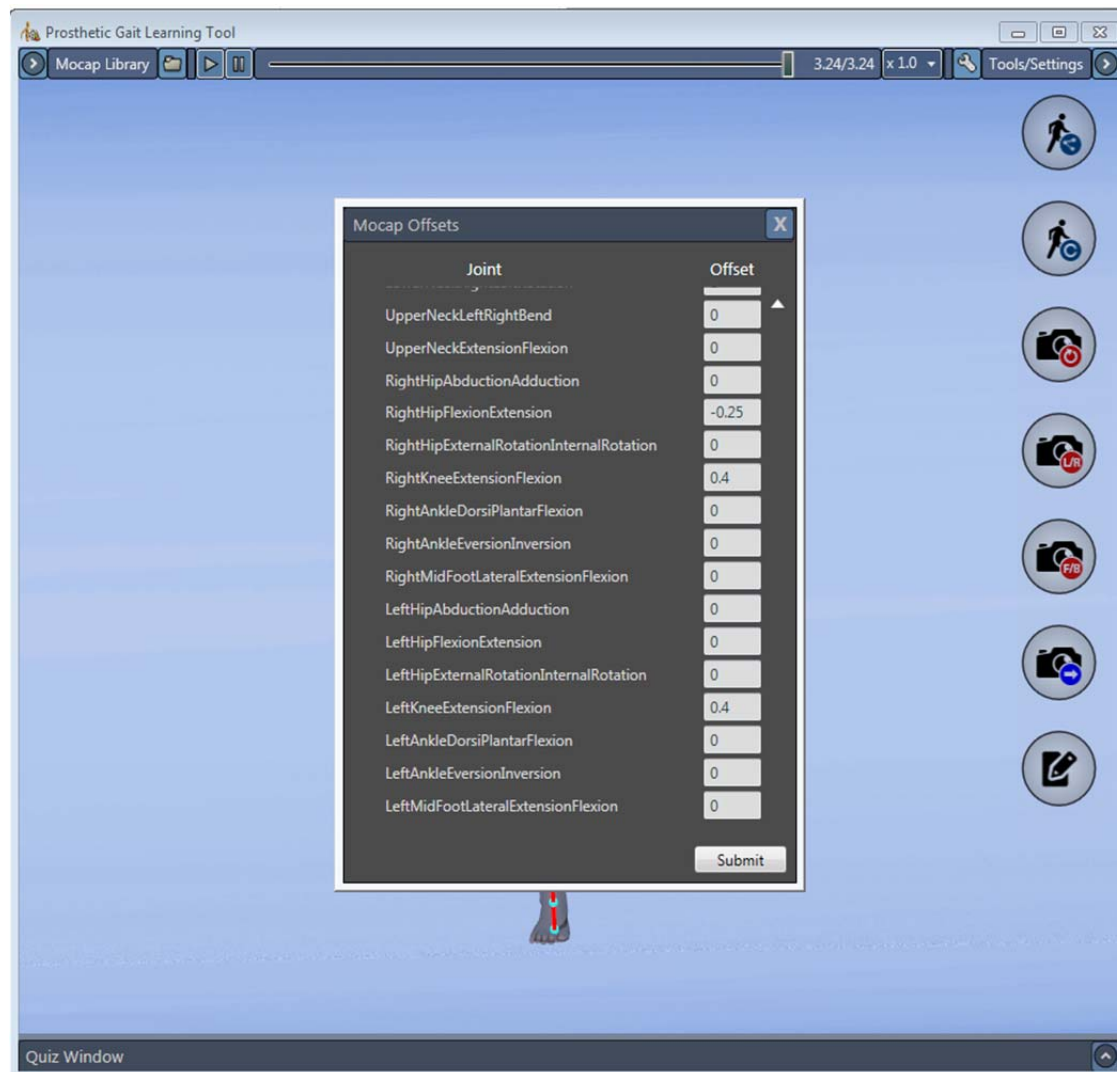 Prosthetic Gait Learning Tool
Mocap Library 3.24/3.24 x 1.0 Tools/Settings
C
L/R
F/B
Mocap Offsets X
Joint Offset
UpperNeckLeftRightBend 0
UpperNeckExtensionFlexion 0
RightHipAbductionAdduction 0
RightHipFlexionExtension -0.25
RightHipExternalRotationInternalRotation 0
RightKneeExtensionFlexion 0.4
RightAnkleDorsiPlantarFlexion 0
RightAnkleEversionInversion 0
RightMidFootLateralExtensionFlexion 0
LeftHipAbductionAdduction 0
LeftHipFlexionExtension 0
LeftHipExternalRotationInternalRotation 0
LeftKneeExtensionFlexion 0.4
LeftAnkleDorsiPlantarFlexion 0
LeftAnkleEversionInversion 0
LeftMidFootLateralExtensionFlexion 0
Submit
Quiz Window